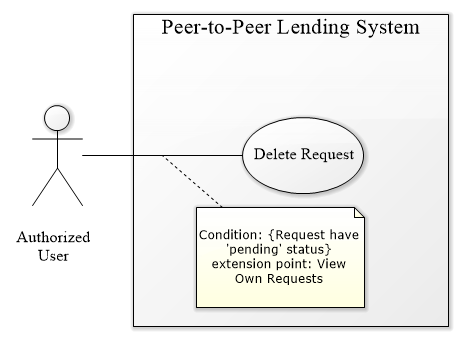 Peer-to-Peer Lending System
Delete Request
Authorized
User
Condition: {Request have
'pending' status}
extension point: View
Own Requests